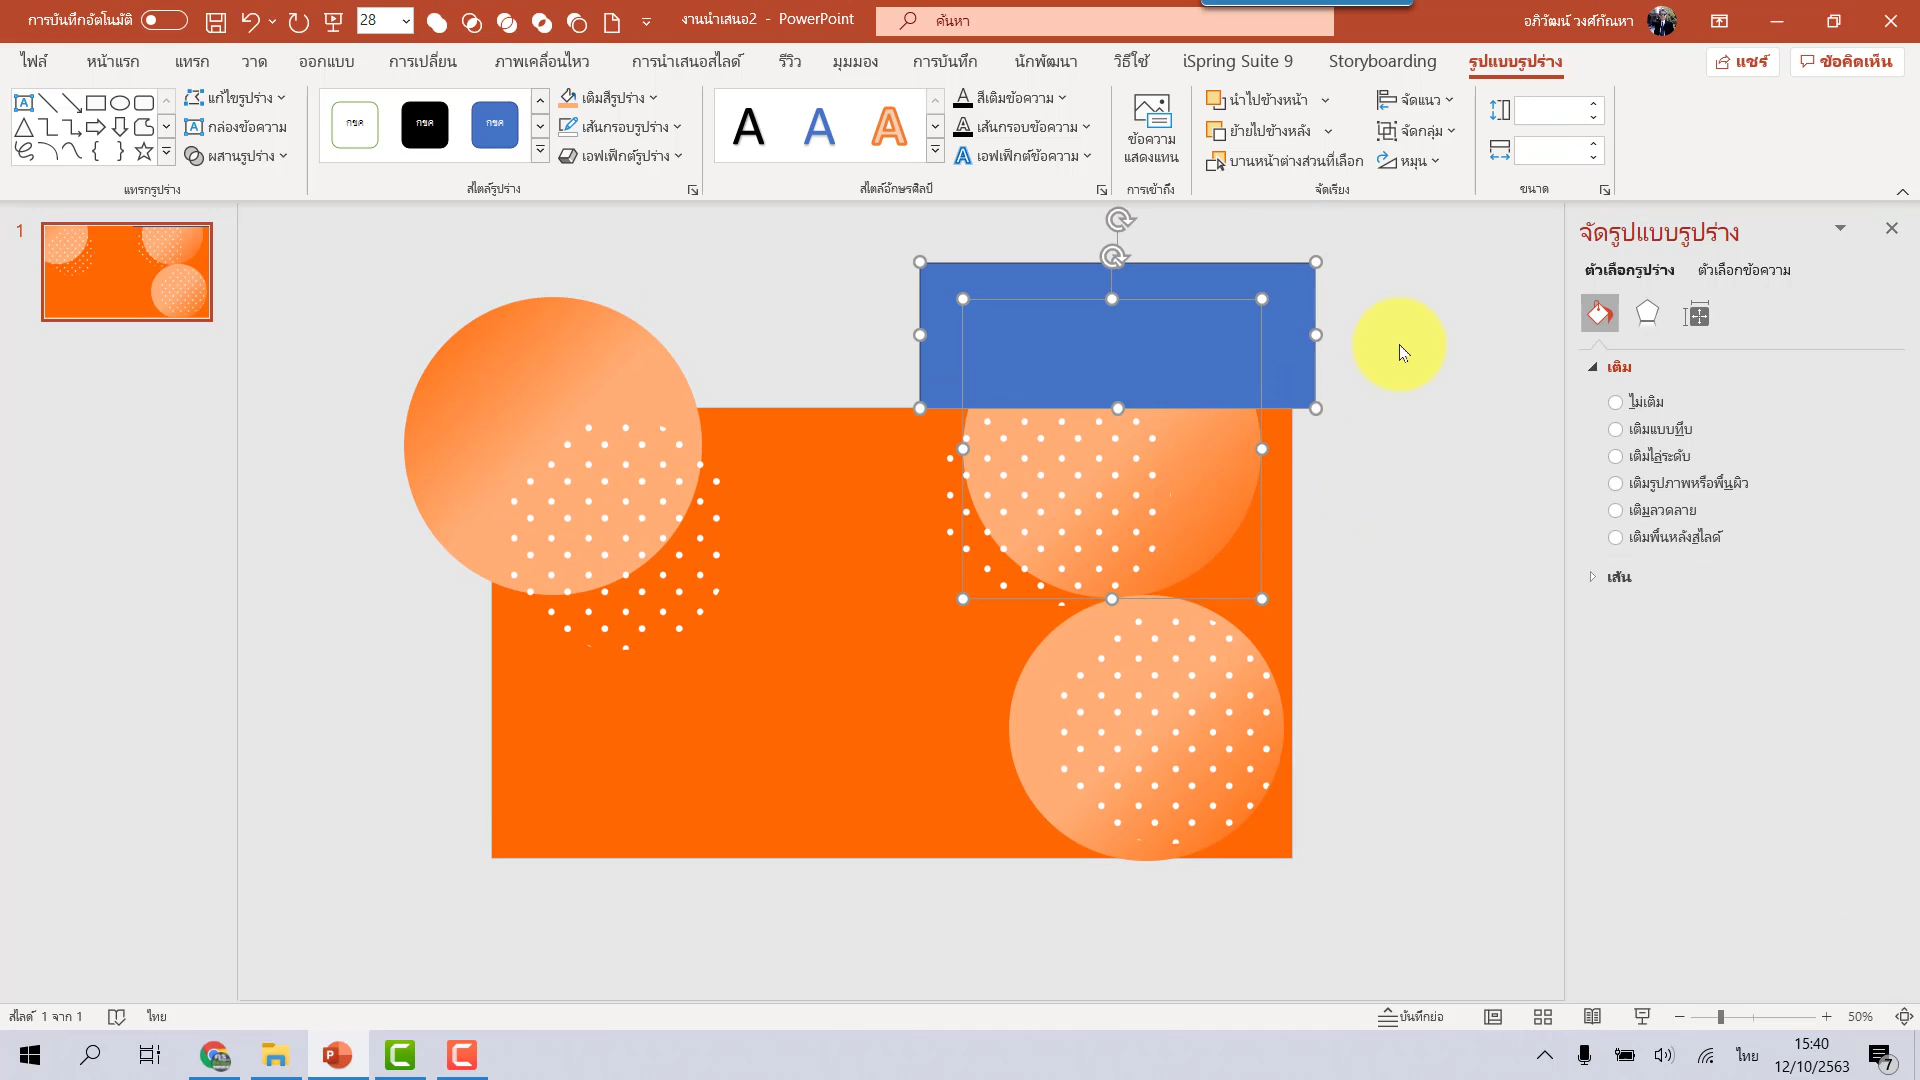 การบันทึกอัตโนมัติ
28
งานนำเสนอ2 - PowerPoint
ค้นหา
อภิวัฒน์ วงศ์กัณหา
ไฟล์ หน้าแรก แทรก วาด ออกแบบ การเปลี่ยน ภาพเคลื่อนไหว การนำเสนอสไลด์ รีวิว มุมมอง การบันทึก นักพัฒนา วิธีใช้ iSpring Suite 9 Storyboarding รูปแบบรูปร่าง
แชร์
ข้อคิดเห็น
แก้ไขรูปร่าง
กล่องข้อความ
ผสานรูปร่าง
แทรกรูปร่าง
กขค กขค กขค
เติมสีรูปร่าง
เส้นกรอบรูปร่าง
เอฟเฟ็กต์รูปร่าง
สไตล์รูปร่าง
A A A
สีเติมข้อความ
เส้นกรอบข้อความ
เอฟเฟ็กต์ข้อความ
สไตล์อักษรศิลป์
ข้อความ
แสดงแทน
การเข้าถึง
นำไปข้างหน้า
ย้ายไปข้างหลัง
บานหน้าต่างส่วนที่เลือก
จัดแนว
จัดกลุ่ม
หมุน
จัดเรียง
ขนาด
1
จัดรูปแบบรูปร่าง
ตัวเลือกรูปร่าง ตัวเลือกข้อความ
เติม
ไม่เติม
เติมแบบทึบ
เติมไล่ระดับ
เติมรูปภาพหรือพื้นผิว
เติมลวดลาย
เติมพื้นหลังสไลด์
เส้น
สไลด์ 1 จาก 1
ไทย
บันทึกย่อ
50%
ไทย
15:40
12/10/2563
7